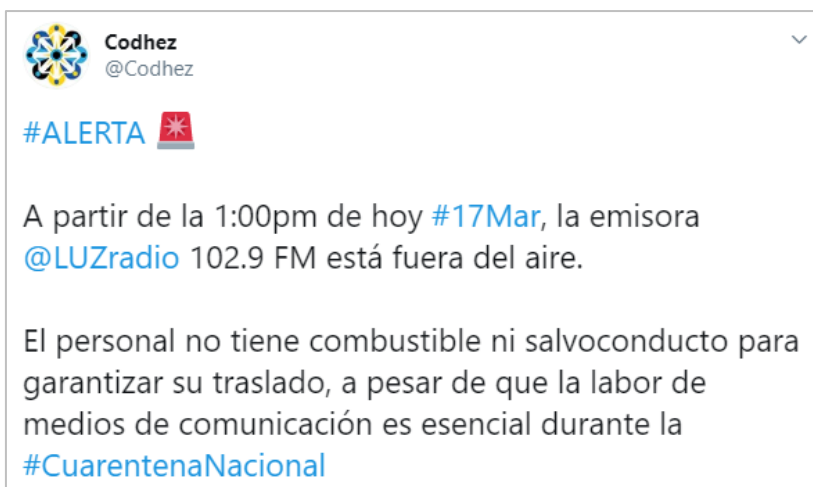 Codhez
@Codhez
#ALERTA 🚨
A partir de la 1:00pm de hoy #17Mar, la emisora
@LUZradio 102.9 FM está fuera del aire.
El personal no tiene combustible ni salvoconducto para
garantizar su traslado, a pesar de que la labor de
medios de comunicación es esencial durante la
#CuarentenaNacional